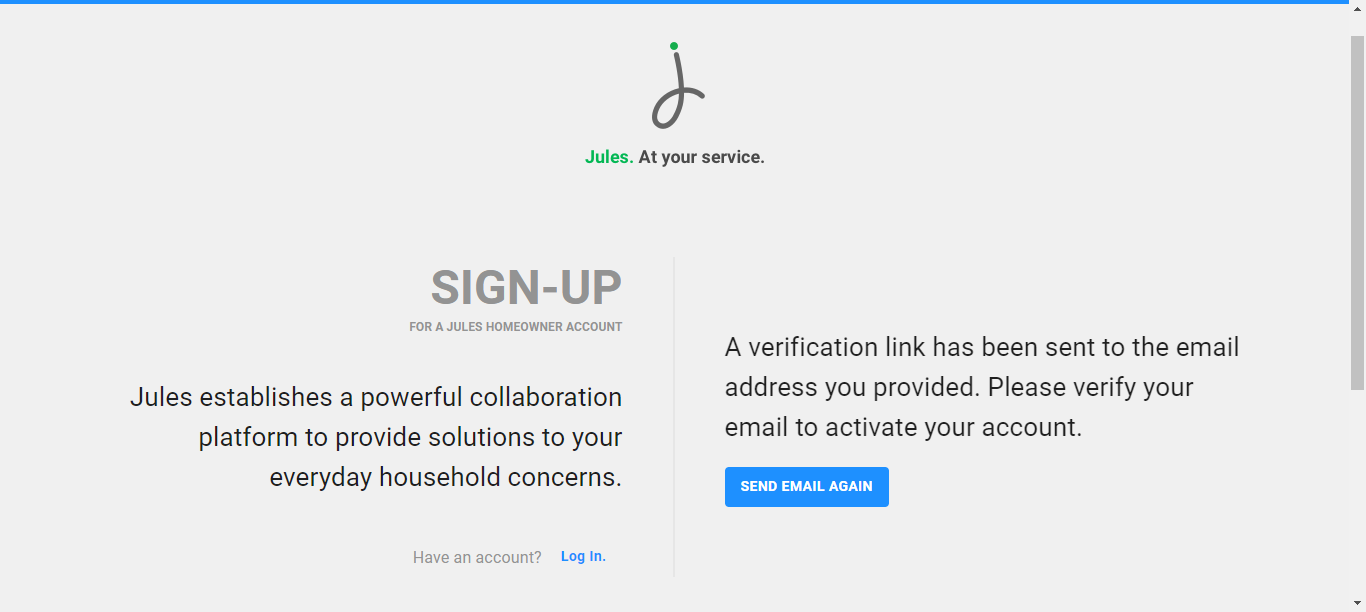 Jules. At your service.
SIGN-UP
FOR A JULES HOMEOWNER ACCOUNT
Jules establishes a powerful collaboration
platform to provide solutions to your
everyday household concerns.
Have an account? Log In.
A verification link has been sent to the email
address you provided. Please verify your
email to activate your account.
SEND EMAIL AGAIN